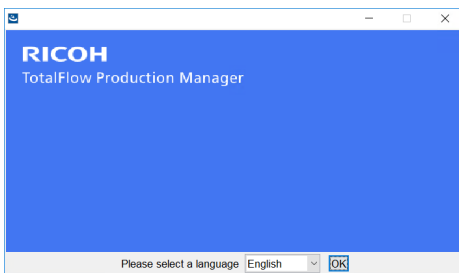 RICOH
TotalFlow Production Manager
Please select a language English OK